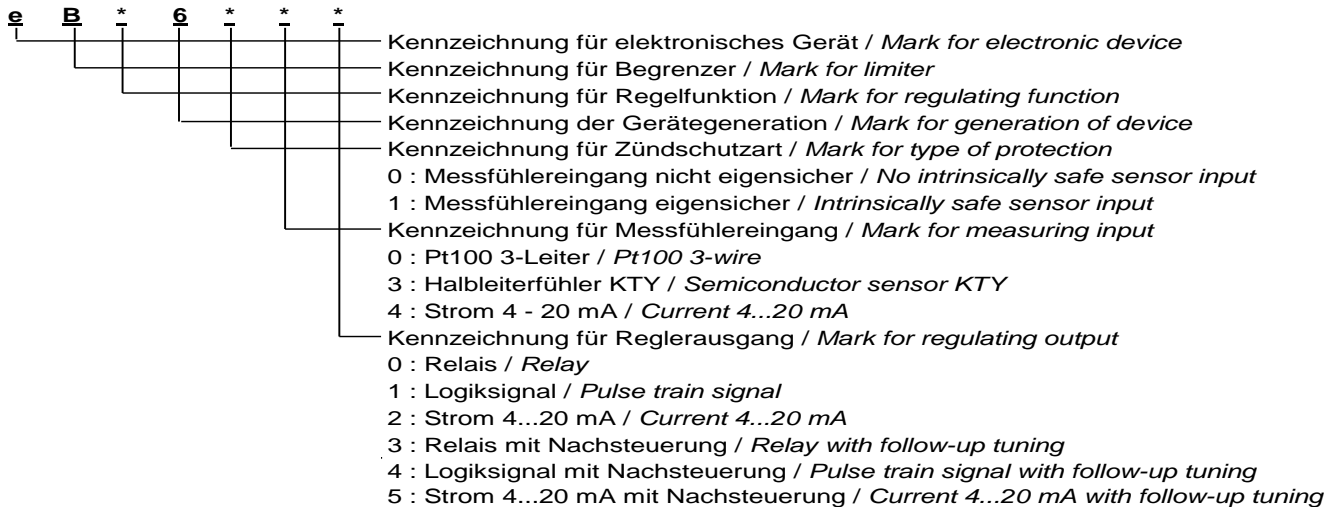 e B * 6 * * *
Kennzeichnung für elektronisches Gerät / Mark for electronic device
Kennzeichnung für Begrenzer / Mark for limiter
Kennzeichnung für Regelfunktion / Mark for regulating function
Kennzeichnung der Gerätegeneration / Mark for generation of device
Kennzeichnung für Zündschutzart / Mark for type of protection
0 : Messfühlereingang nicht eigensicher / No intrinsically safe sensor input
1 : Messfühlereingang eigensicher / Intrinsically safe sensor input
Kennzeichnung für Messfühlereingang / Mark for measuring input
0 : Pt100 3-Leiter / Pt100 3-wire
3 : Halbleiterfühler KTY / Semiconductor sensor KTY
4 : Strom 4 - 20 mA / Current 4...20 mA
Kennzeichnung für Reglerausgang / Mark for regulating output
0 : Relais / Relay
1 : Logiksignal / Pulse train signal
2 : Strom 4...20 mA / Current 4...20 mA
3 : Relais mit Nachsteuerung / Relay with follow-up tuning
4 : Logiksignal mit Nachsteuerung / Pulse train signal with follow-up tuning
5 : Strom 4...20 mA mit Nachsteuerung / Current 4...20 mA with follow-up tuning